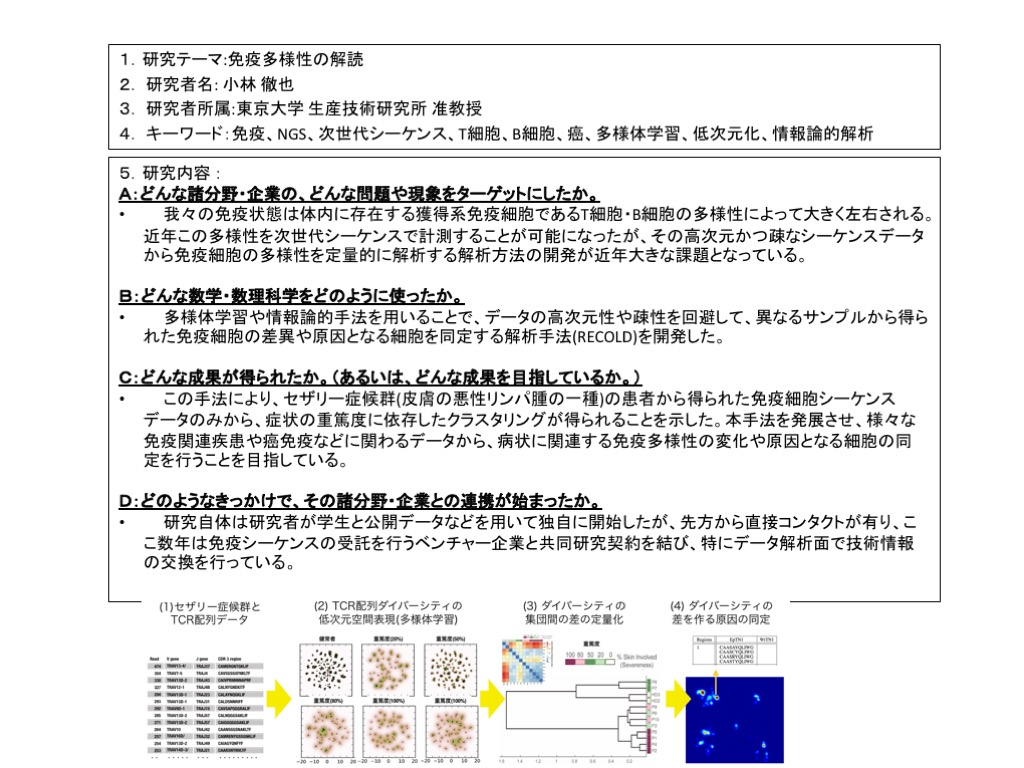 １．研究テーマ:免疫多様性の解読
２． 研究者名: 小林 徹也
３． 研究者所属:東京大学 生産技術研究所 准教授
４． キーワード：免疫、NGS、次世代シーケンス、T細胞、B細胞、癌、多様体学習、低次元化、情報論的解析
５．研究内容：
Ａ：どんな諸分野・企業の、どんな問題や現象をターゲットにしたか。
• 我々の免疫状態は体内に存在する獲得系免疫細胞であるT細胞・B細胞の多様性によって大きく左右される。
近年この多様性を次世代シーケンスで計測することが可能になったが、その高次元かつ疎なシーケンスデータ
から免疫細胞の多様性を定量的に解析する解析方法の開発が近年大きな課題となっている。
Ｂ：どんな数学・数理科学をどのように使ったか。
• 多様体学習や情報論的手法を用いることで、データの高次元性や疎性を回避して、異なるサンプルから得ら
れた免疫細胞の差異や原因となる細胞を同定する解析手法(RECOLD)を開発した。
Ｃ：どんな成果が得られたか。（あるいは、どんな成果を目指しているか。）
• この手法により、セザリー症候群(皮膚の悪性リンパ腫の一種)の患者から得られた免疫細胞シーケンス
データのみから、症状の重篤度に依存したクラスタリングが得られることを示した。本手法を発展させ、様々な
免疫関連疾患や癌免疫などに関わるデータから、病状に関連する免疫多様性の変化や原因となる細胞の同
定を行うことを目指している。
Ｄ：どのようなきっかけで、その諸分野・企業との連携が始まったか。
• 研究自体は研究者が学生と公開データなどを用いて独自に開始したが、先方から直接コンタクトが有り、こ
こ数年は免疫シーケンスの受託を行うベンチャー企業と共同研究契約を結び、特にデータ解析面で技術情報
の交換を行っている。
(1)セザリー症候群と
TCR配列データ
(2) TCR配列ダイバーシティの
低次元空間表現(多様体学習)
(3) ダイバーシティの
集団間の差の定量化
(4) ダイバーシティの
差を作る原因の同定
Read V gene J gene CDR 3 region
健常者 重篤度(20%) 重篤度(50%)
重篤度(80%) 重篤度(100%) 重篤度(100%)
-20 -10 0 10 20 -20 -10 0 10 20 -20 -10 0 10 20
重篤度
100 80 50 20 0 % Skin Involved
(Severeness)